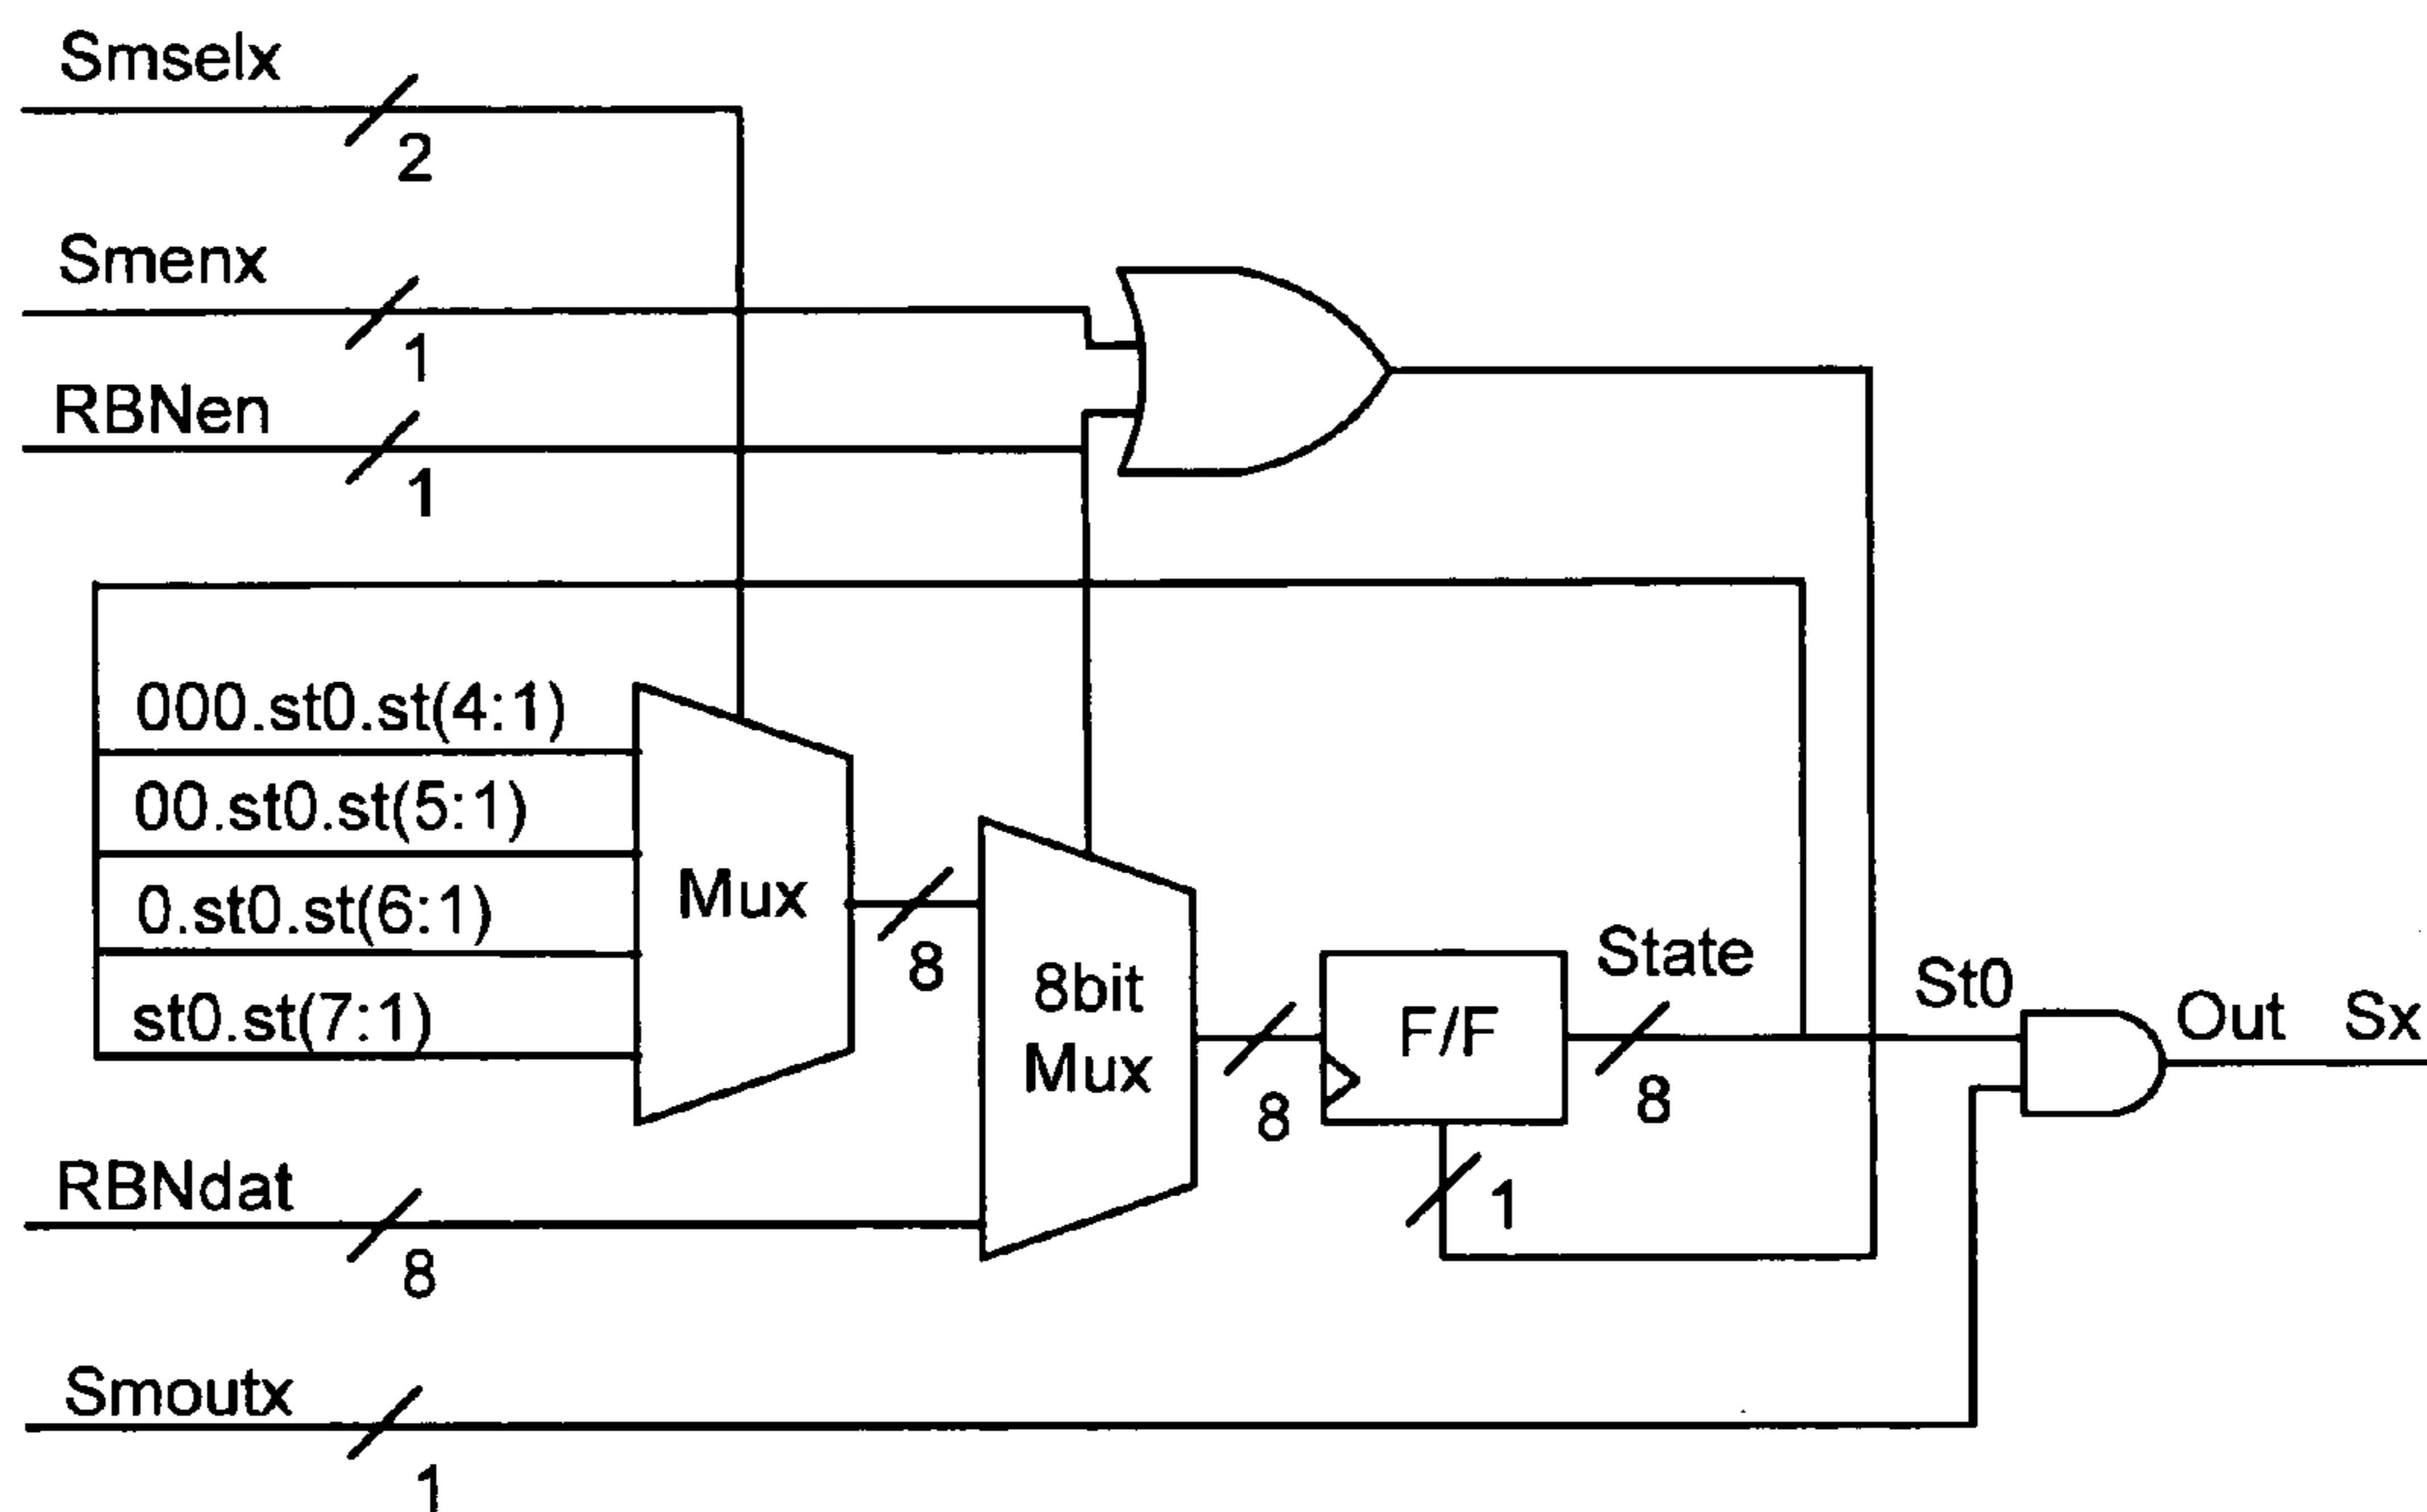 Smselx
2
Smenx
1
RBNen
1
000.st0.st(4:1)
00.st0.st(5:1)
0.st0.st(6:1)
st0.st(7:1)
Mux
8
8bit
Mux
8
F/F
State
8
1
St0
Out Sx
RBNdat
8
Smoutx
1